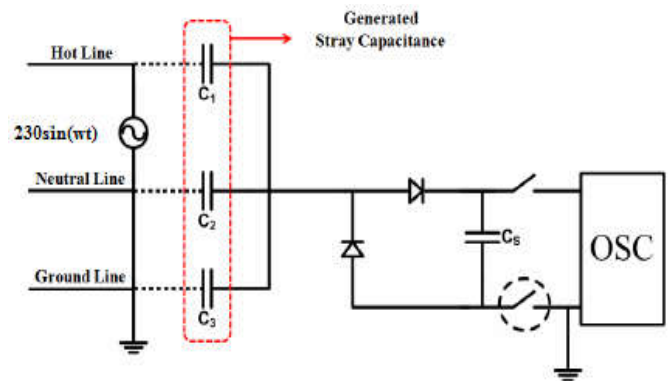 Generated
Stray Capacitance
Hot Line
C1
230sin(wt)
Neutral Line
C2
CS
OSC
Ground Line
C3